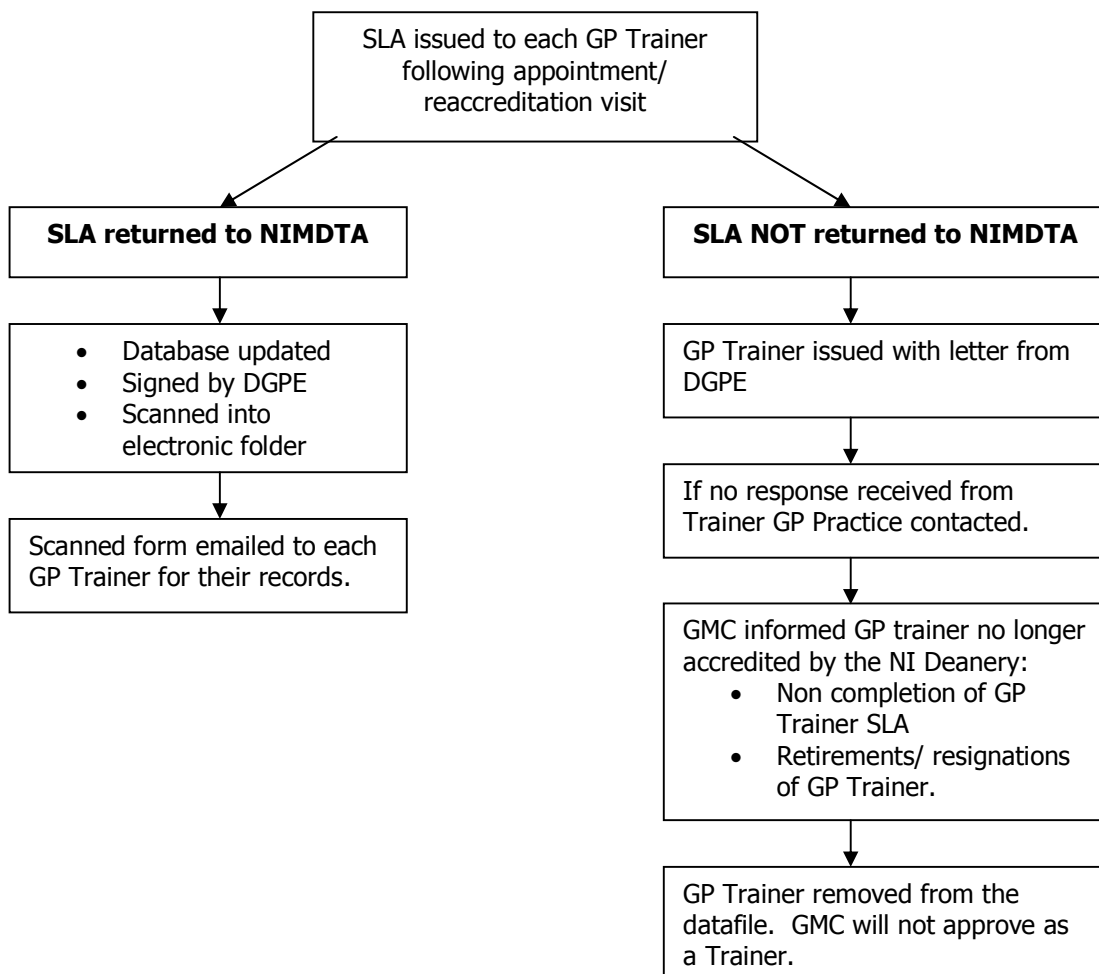 SLA issued to each GP Trainer
following appointment/
reaccreditation visit
SLA returned to NIMDTA
• Database updated
• Signed by DGPE
• Scanned into
electronic folder
Scanned form emailed to each
GP Trainer for their records.
SLA NOT returned to NIMDTA
GP Trainer issued with letter from
DGPE
If no response received from
Trainer GP Practice contacted.
GMC informed GP trainer no longer
accredited by the NI Deanery:
• Non completion of GP
Trainer SLA
• Retirements/ resignations
of GP Trainer.
GP Trainer removed from the
datafile. GMC will not approve as
a Trainer.